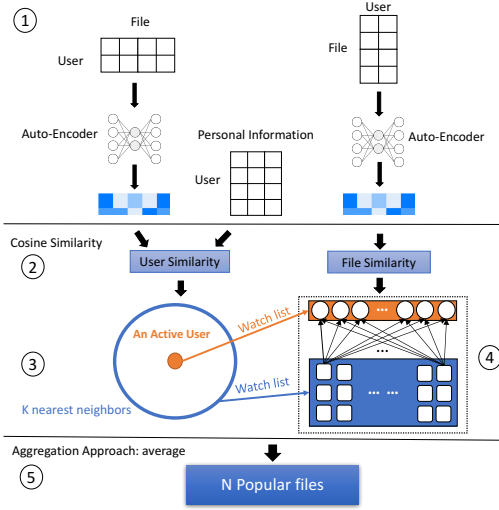 1
File
User
User
File
Auto-Encoder
Personal Information
User
Auto-Encoder
Cosine Similarity
2
User Similarity
File Similarity
3
An Active User
Watch list
...
...
4
K nearest neighbors
Watch list
... ...
Aggregation Approach: average
5
N Popular files